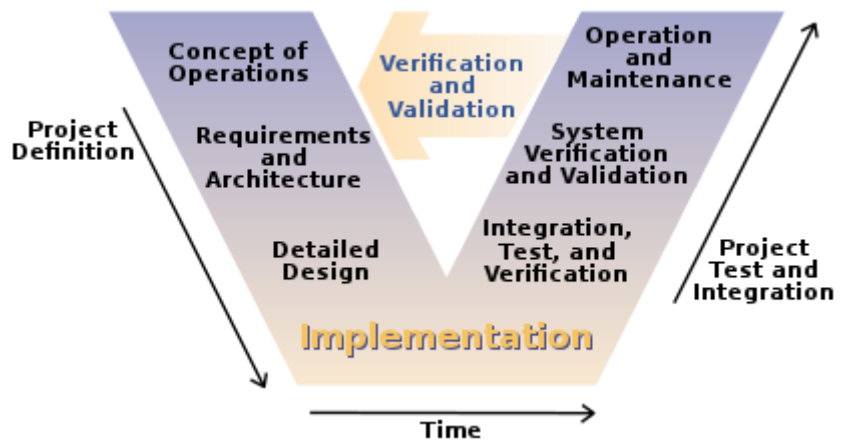 Concept of
Operations
Verification
and
Validation
Operation
and
Maintenance
Project
Definition
Requirements
and
Architecture
System
Verification
and Validation
Detailed
Design
Integration,
Test, and
Verification
Project
Test and
Integration
Implementation
Time